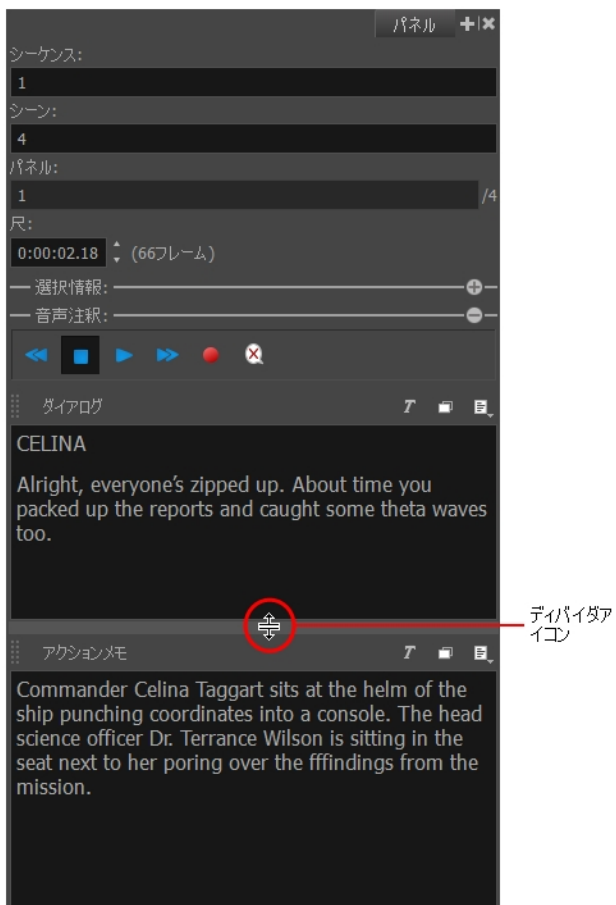 パネル
シーケンス:
1
シーン:
4
パネル:
1 /4
尺:
0:00:02.18 (66フレーム)
選択情報:
音声注釈:
ダイアログ T
CELINA
Alright, everyone's zipped up. About time you
packed up the reports and caught some theta waves
too.
ディバイダア
イコン
アクションメモ T
Commander Celina Taggart sits at the helm of the
ship punching coordinates into a console. The head
science officer Dr. Terrance Wilson is sitting in the
seat next to her poring over the fffindings from the
mission.